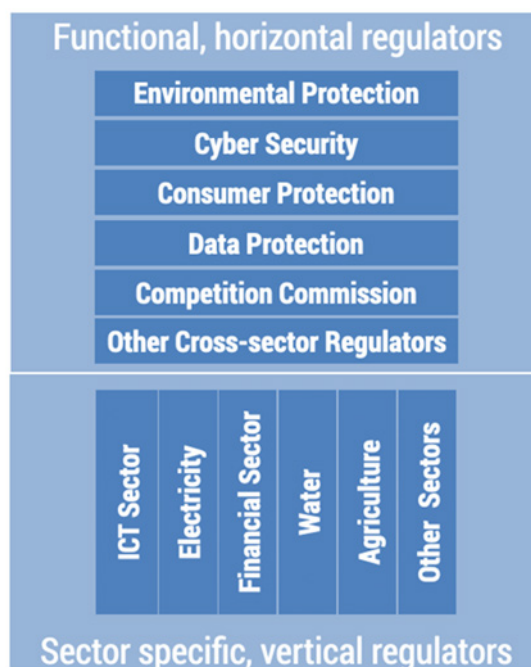 Functional, horizontal regulators
Environmental Protection
Cyber Security
Consumer Protection
Data Protection
Competition Commission
Other Cross-sector Regulators
ICT Sector
Electricity
Financial Sector
Water
Agriculture
Other Sectors
Sector specific, vertical regulators